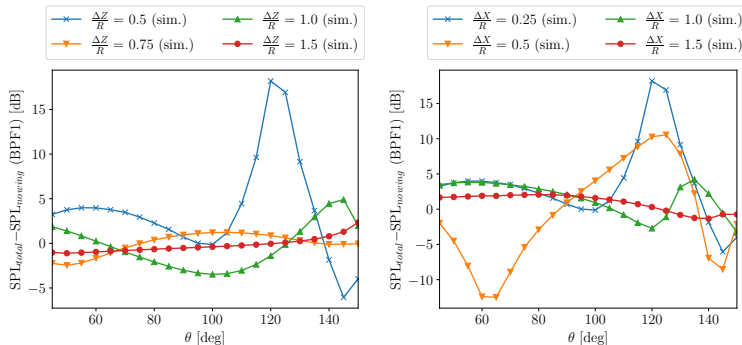 ΔZ/R = 0.5 (sim.) ΔZ/R = 1.0 (sim.)
ΔZ/R = 0.75 (sim.) ΔZ/R = 1.5 (sim.)
SPL_total−SPL_nowing (BPF1) [dB]
15
10
5
0
−5
60 80 100 120 140
θ [deg]
ΔX/R = 0.25 (sim.) ΔX/R = 1.0 (sim.)
ΔX/R = 0.5 (sim.) ΔX/R = 1.5 (sim.)
SPL_total−SPL_nowing (BPF1) [dB]
15
10
5
0
−5
−10
60 80 100 120 140
θ [deg]